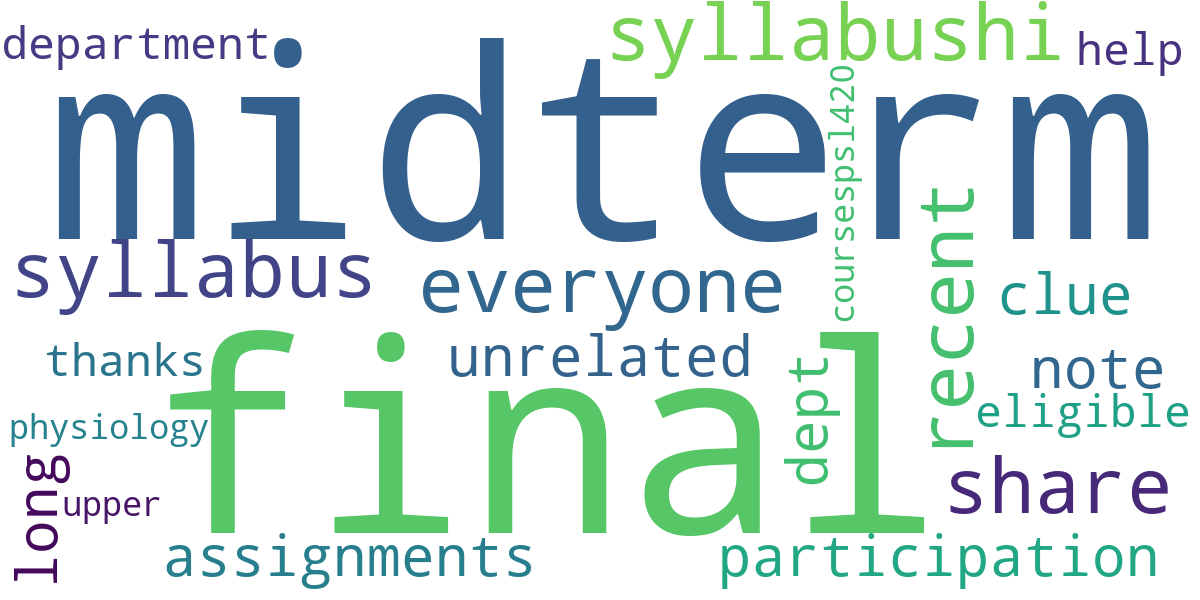 department
syllabushi
help
midterm
coursespsl420
recent
syllabus
everyone
clue
thanks
unrelated
note
final
dept
eligible
physiology
long
upper
share
assignments
participation